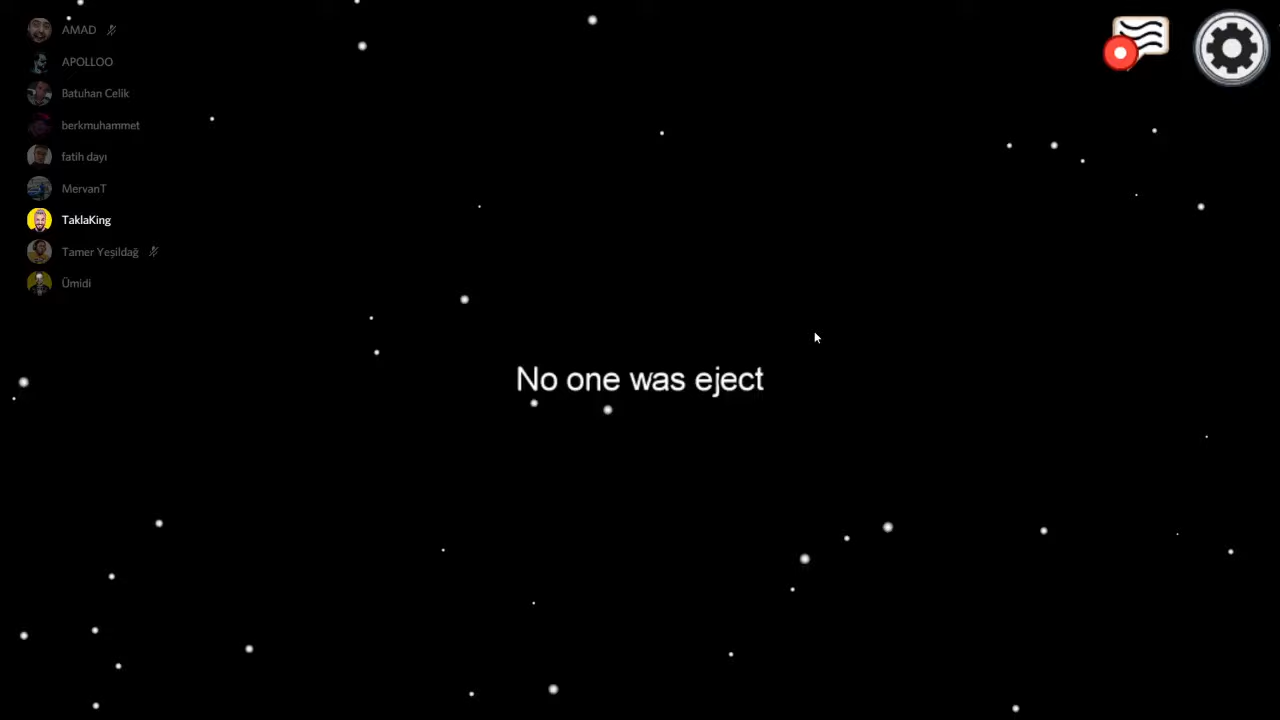 AMAD
APOLLOO
Batuhan Celik
berkmuhammet
fatih dayı
MervanT
TaklaKing
Tamer Yeşildağ
Ümidi
No one was eject